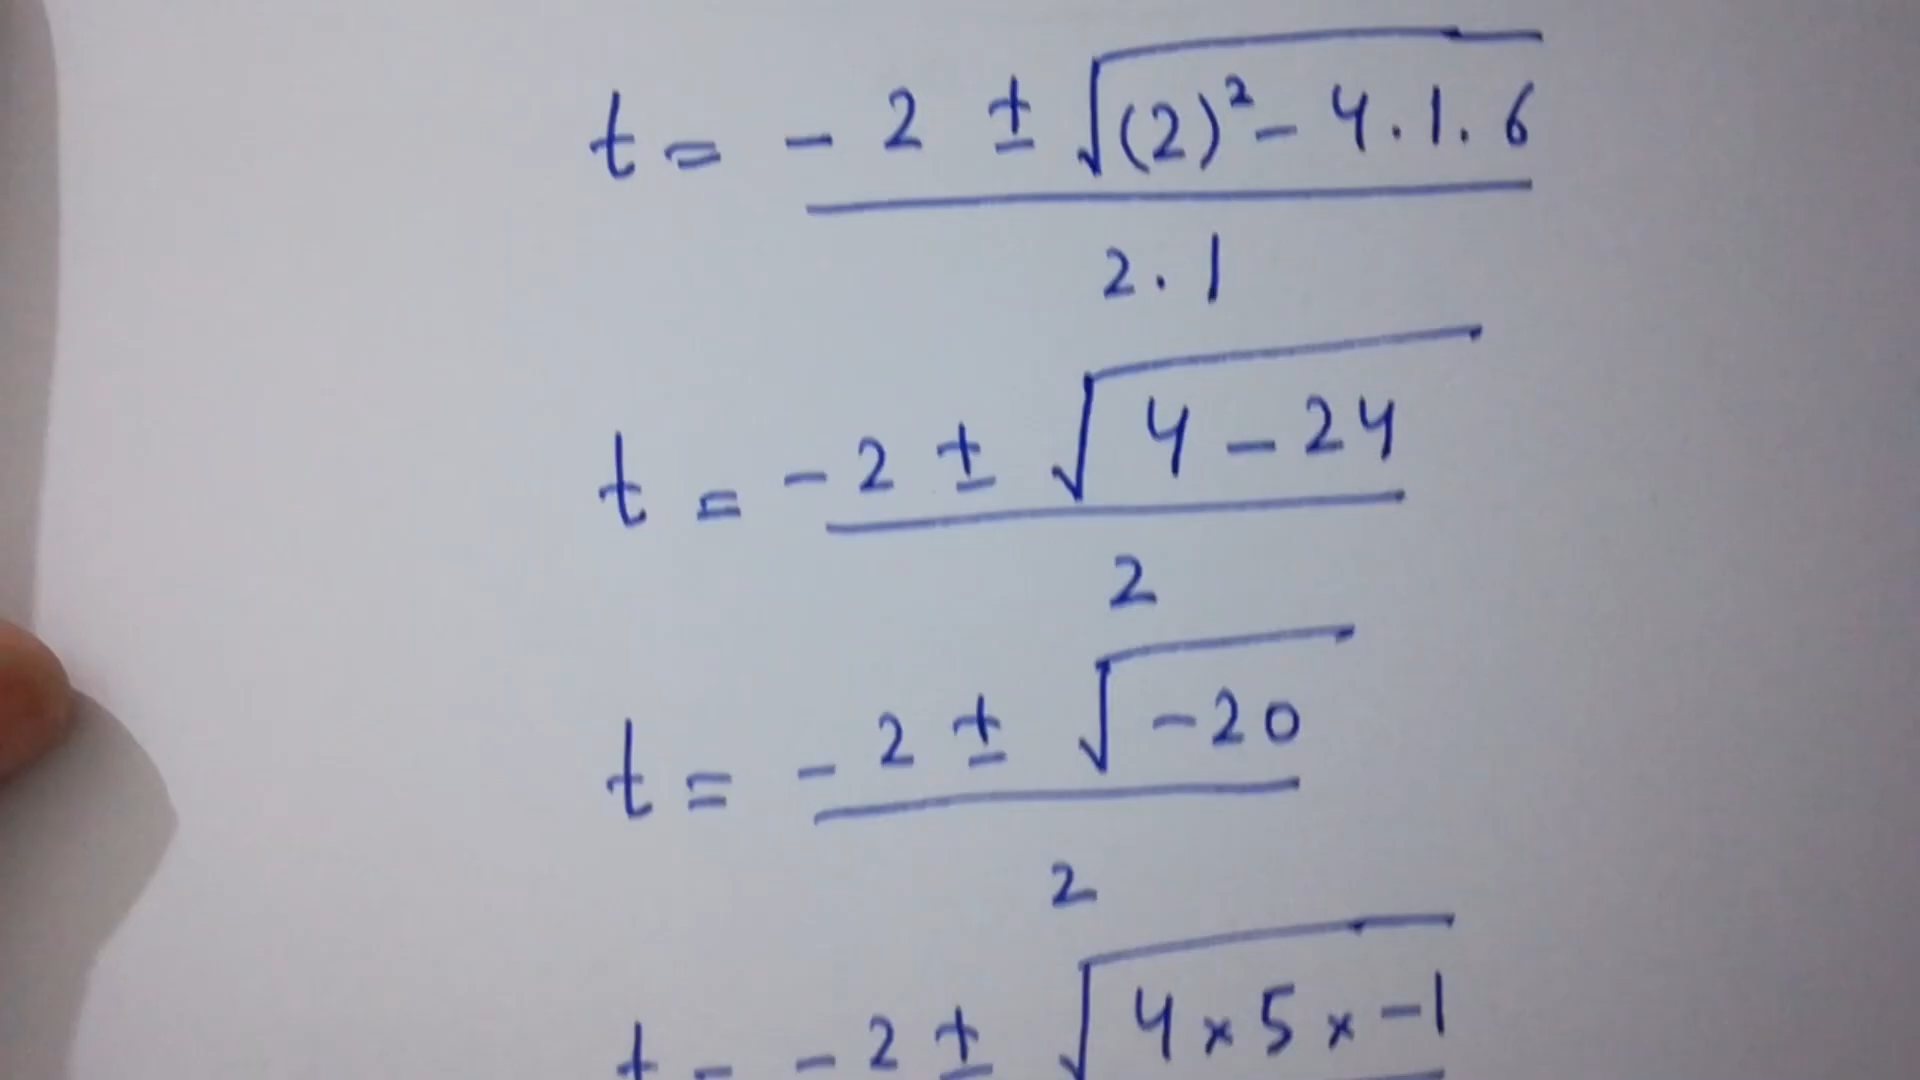 t = - 2 ± √(2)² - 4 . 1 . 6
2 . 1
t = - 2 ± √4 - 24
2
t = - 2 ± √-20
2
t = - 2 ± √4 × 5 × -1